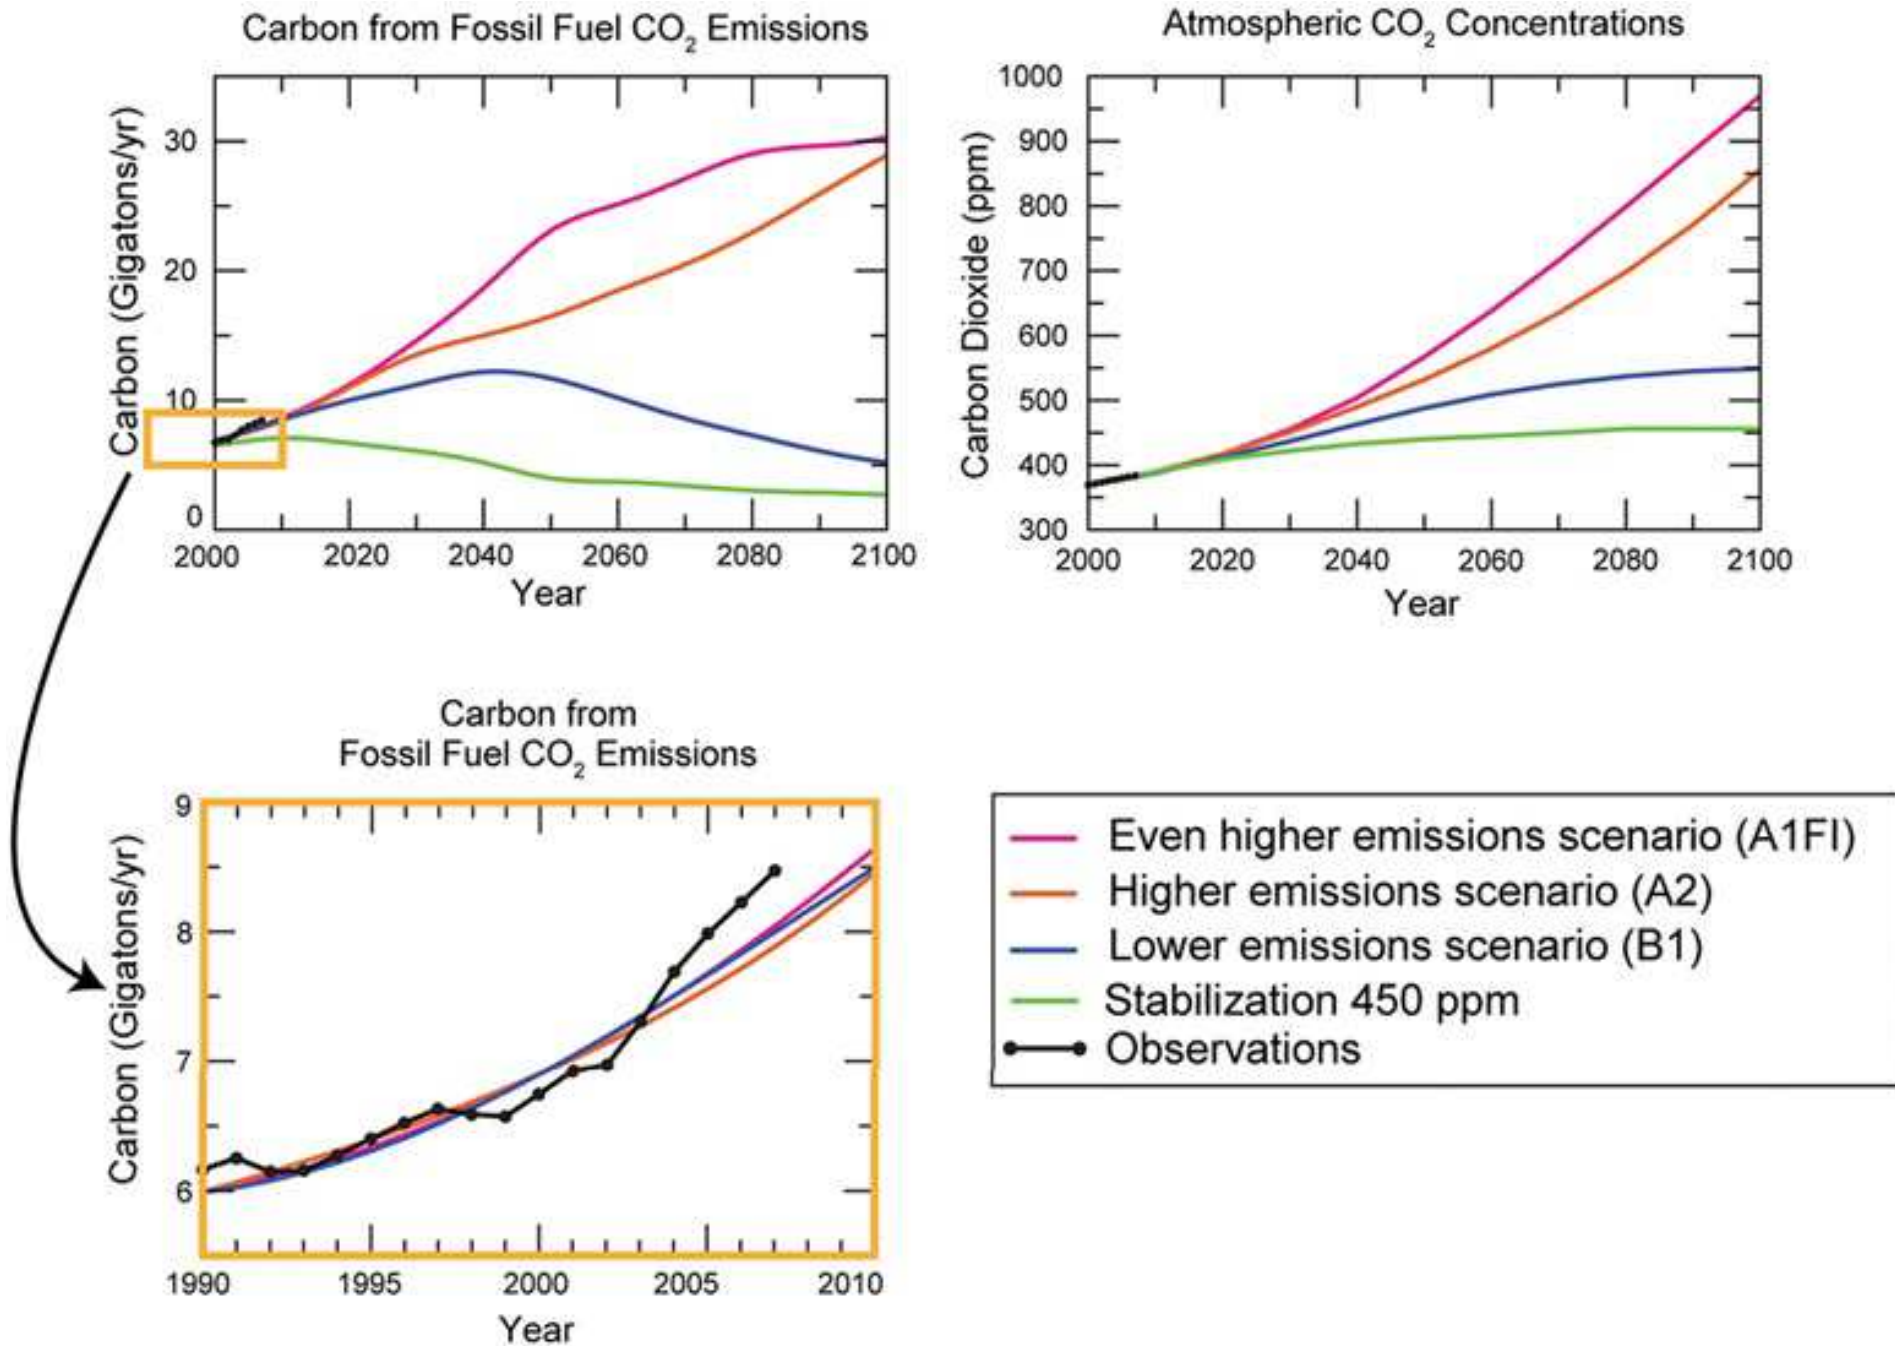 Carbon from Fossil Fuel CO₂ Emissions
Carbon (Gigatons/yr)
30
20
10
0
2000 2020 2040 2060 2080 2100
Year
Atmospheric CO₂ Concentrations
Carbon Dioxide (ppm)
1000
900
800
700
600
500
400
300
2000 2020 2040 2060 2080 2100
Year
Carbon from
Fossil Fuel CO₂ Emissions
Carbon (Gigatons/yr)
9
8
7
6
1990 1995 2000 2005 2010
Year
Even higher emissions scenario (A1FI)
Higher emissions scenario (A2)
Lower emissions scenario (B1)
Stabilization 450 ppm
Observations